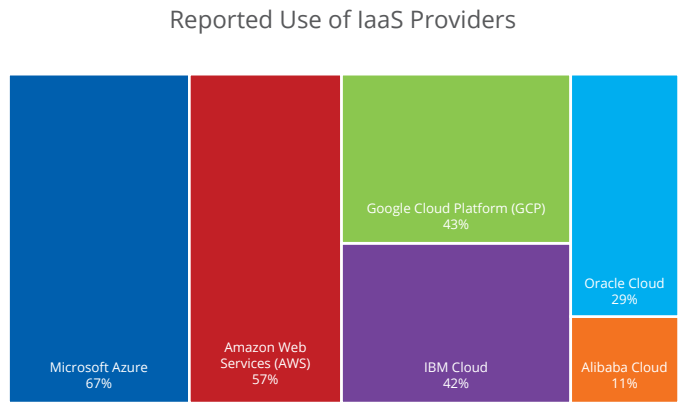 Reported Use of IaaS Providers
Microsoft Azure
67%
Amazon Web
Services (AWS)
57%
Google Cloud Platform (GCP)
43%
IBM Cloud
42%
Oracle Cloud
29%
Alibaba Cloud
11%